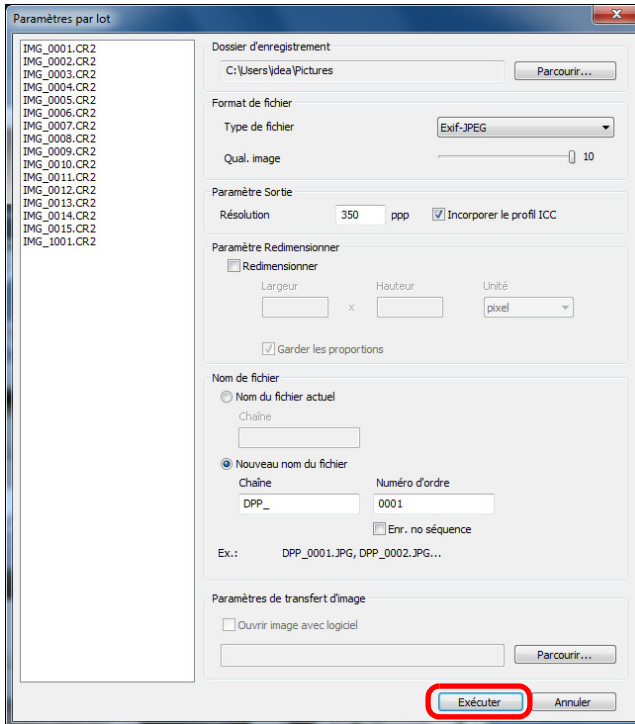 Paramètres par lot
IMG_0001.CR2
IMG_0002.CR2
IMG_0003.CR2
IMG_0004.CR2
IMG_0005.CR2
IMG_0006.CR2
IMG_0007.CR2
IMG_0008.CR2
IMG_0009.CR2
IMG_0010.CR2
IMG_0011.CR2
IMG_0012.CR2
IMG_0013.CR2
IMG_0014.CR2
IMG_0015.CR2
IMG_1001.CR2
Dossier d'enregistrement
C:\Users\idea\Pictures Parcourir...
Format de fichier
Type de fichier Exif-JPEG
Qual. image 10
Paramètre Sortie
Résolution 350 ppp Incorporer le profil ICC
Paramètre Redimensionner
Redimensionner
Largeur Hauteur Unité
x pixel
Garder les proportions
Nom de fichier
Nom du fichier actuel
Chaîne
Nouveau nom du fichier
Chaîne Numéro d'ordre
DPP_ 0001
Enr. no séquence
Ex.: DPP_0001.JPG, DPP_0002.JPG...
Paramètres de transfert d'image
Ouvrir image avec logiciel
Parcourir...
Exécuter Annuler